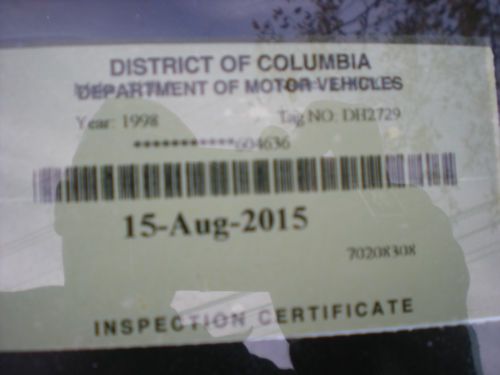 DISTRICT OF COLUMBIA
DEPARTMENT OF MOTOR VEHICLES
Year: 1998 Tag NO: DH2729
***********604636
15-Aug-2015
70208308
INSPECTION CERTIFICATE